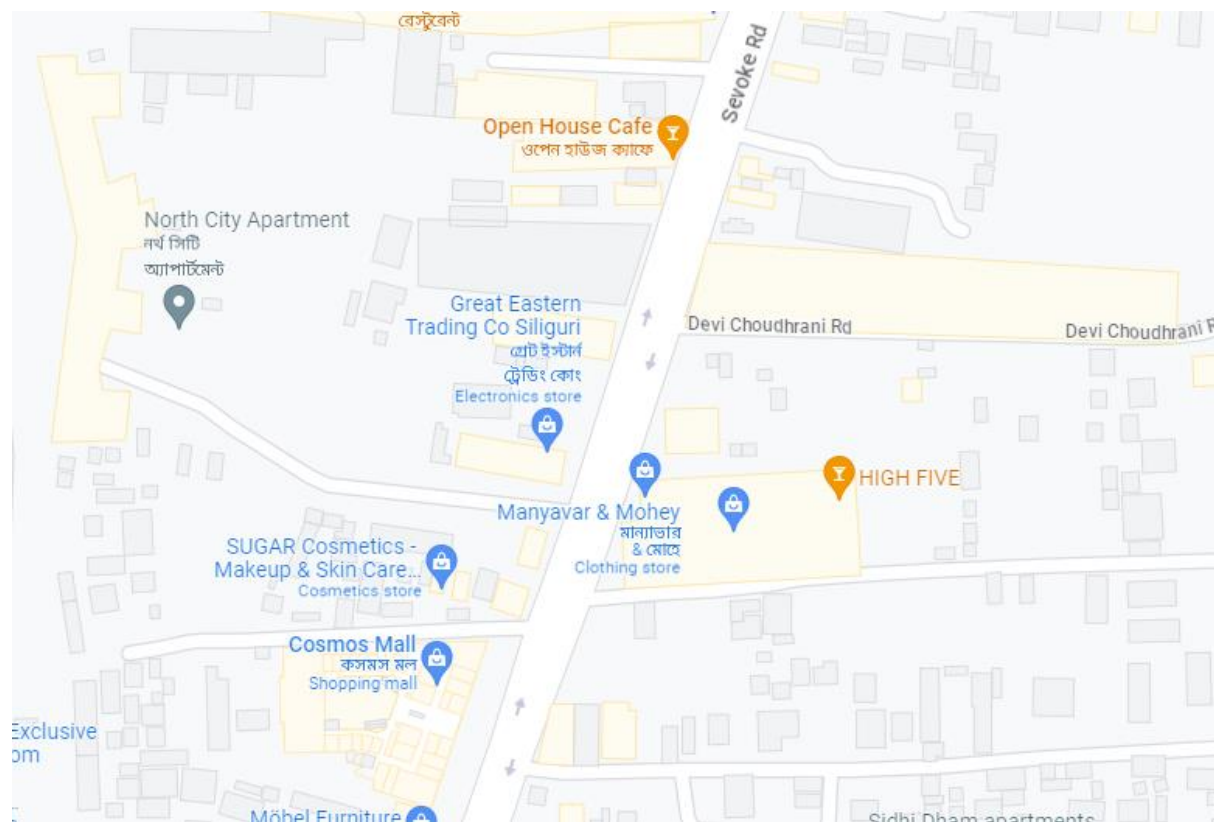 রেস্টুরেন্ট
Sevoke Rd
Open House Cafe
ওপেন হাউজ ক্যাফে
North City Apartment
নর্থ সিটি
অ্যাপার্টমেন্ট
Great Eastern
Trading Co Siliguri
গ্রেট ইস্টার্ন
ট্রেডিং কোং
Electronics store
Devi Choudhrani Rd
Devi Choudhrani R
HIGH FIVE
Manyavar & Mohey
মান্যাভার
& মোহে
Clothing store
SUGAR Cosmetics -
Makeup & Skin Care...
Cosmetics store
Cosmos Mall
কসমস মল
Shopping mall
Exclusive
om
Möbel Furniture
Sidhi Dham apartments